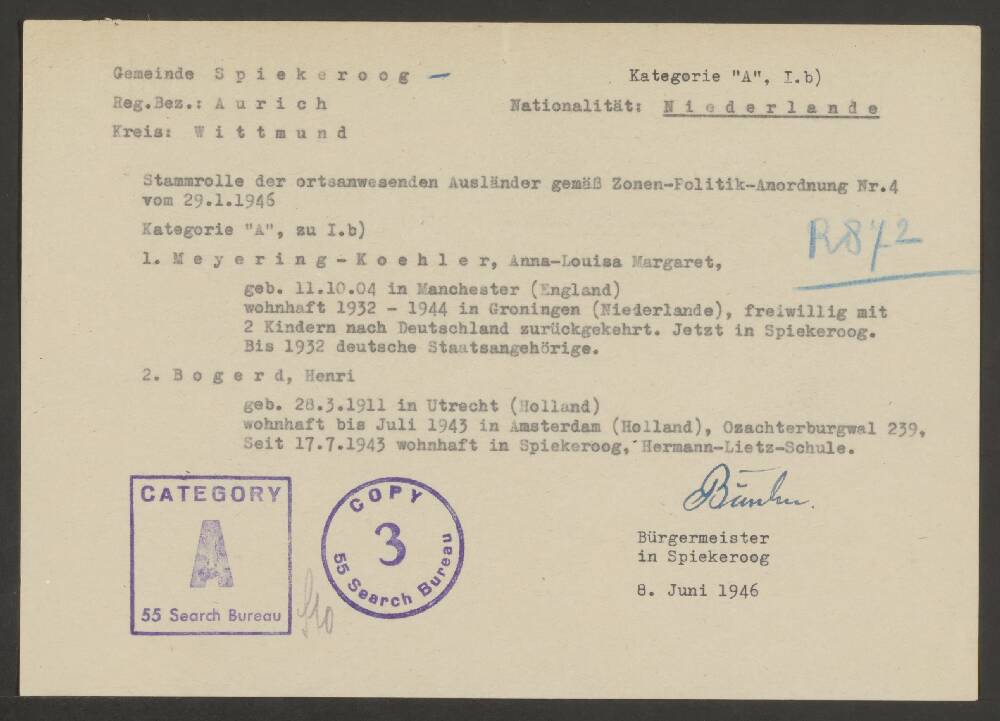 Gemeinde Spiekeroog —
Kategorie "A", I.b)
Reg.Bez.: Aurich
Nationalität: Niederlande
Kreis: Wittmund
Stammrolle der ortsanwesenden Ausländer gemäß Zonen-Politik-Anordnung Nr.4
vom 29.1.1946
Kategorie "A", zu I.b)
R872
1. Meyering-Koehler, Anna-Louisa Margaret,
geb. 11.10.04 in Manchester (England)
wohnhaft 1932 - 1944 in Groningen (Niederlande), freiwillig mit
2 Kindern nach Deutschland zurückgekehrt. Jetzt in Spiekeroog.
Bis 1932 deutsche Staatsangehörige.
2. Bogerd, Henri
geb. 28.3.1911 in Utrecht (Holland)
wohnhaft bis Juli 1943 in Amsterdam (Holland), Ozachterburgwal 239,
Seit 17.7.1943 wohnhaft in Spiekeroog, Hermann-Lietz-Schule.
CATEGORY
A
55 Search Bureau
COPY
3
55 Search Bureau
Bürgermeister
in Spiekeroog
8. Juni 1946